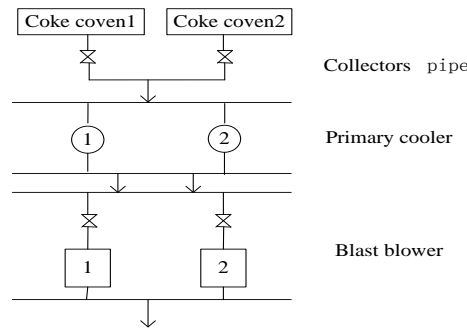 Coke coven1 Coke coven2
Collectors pipe
1 2
Primary cooler
1 2
Blast blower